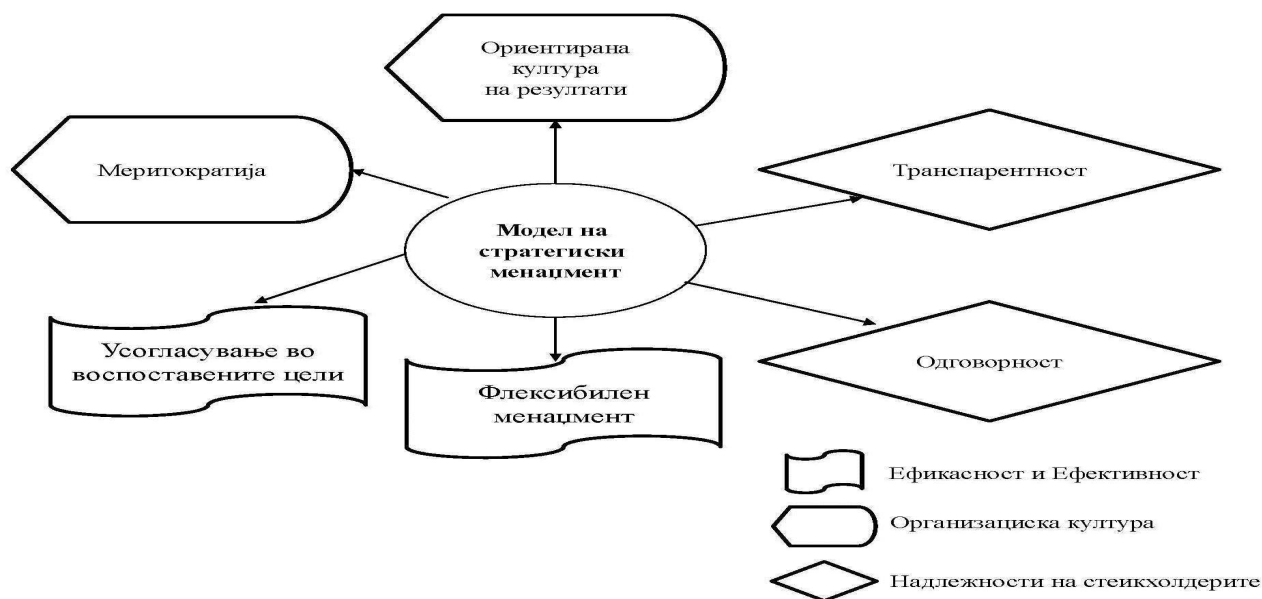 Ориентирана
култура
на резултати
Меритократија
Транспарентност
Модел на
стратегиски
менаџмент
Усогласување во
воспоставените цели
Флексибилен
менаџмент
Одговорност
Ефикасност и Ефективност
Организациска култура
Надлежности на стеикхолдерите